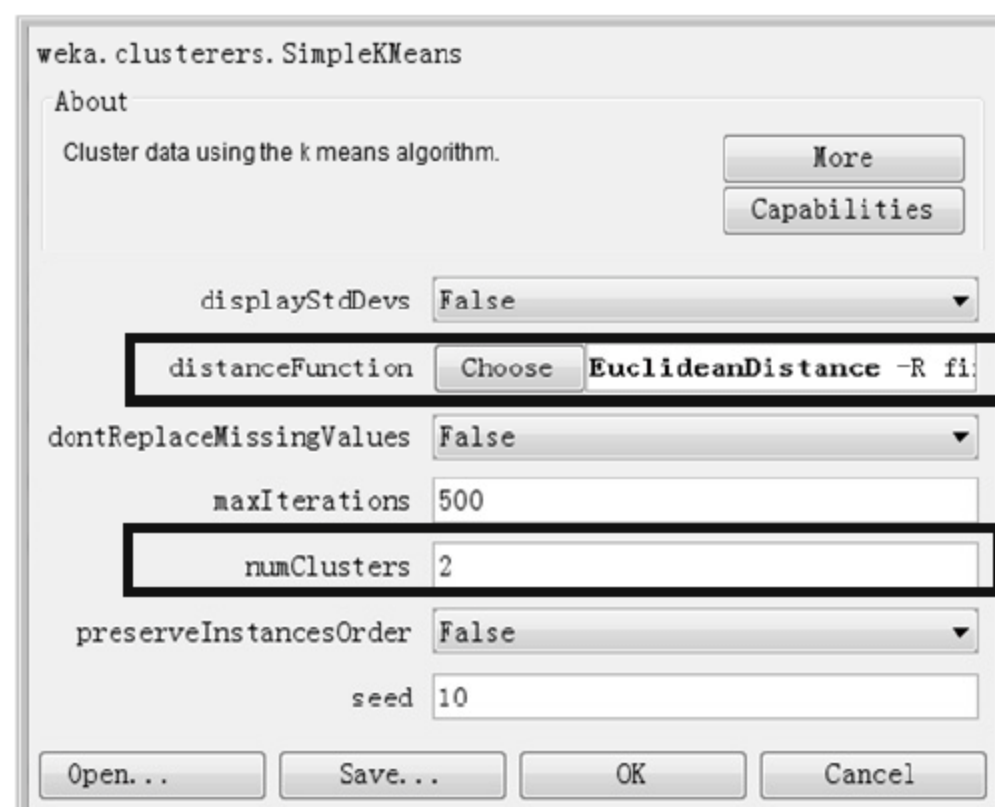 weka.clusterers.SimpleKMeans
About
Cluster data using the k means algorithm.
More
Capabilities
displayStdDevs False
distanceFunction Choose EuclideanDistance -R fi
dontReplaceMissingValues False
maxIterations 500
numClusters 2
preserveInstancesOrder False
seed 10
Open... Save... OK Cancel